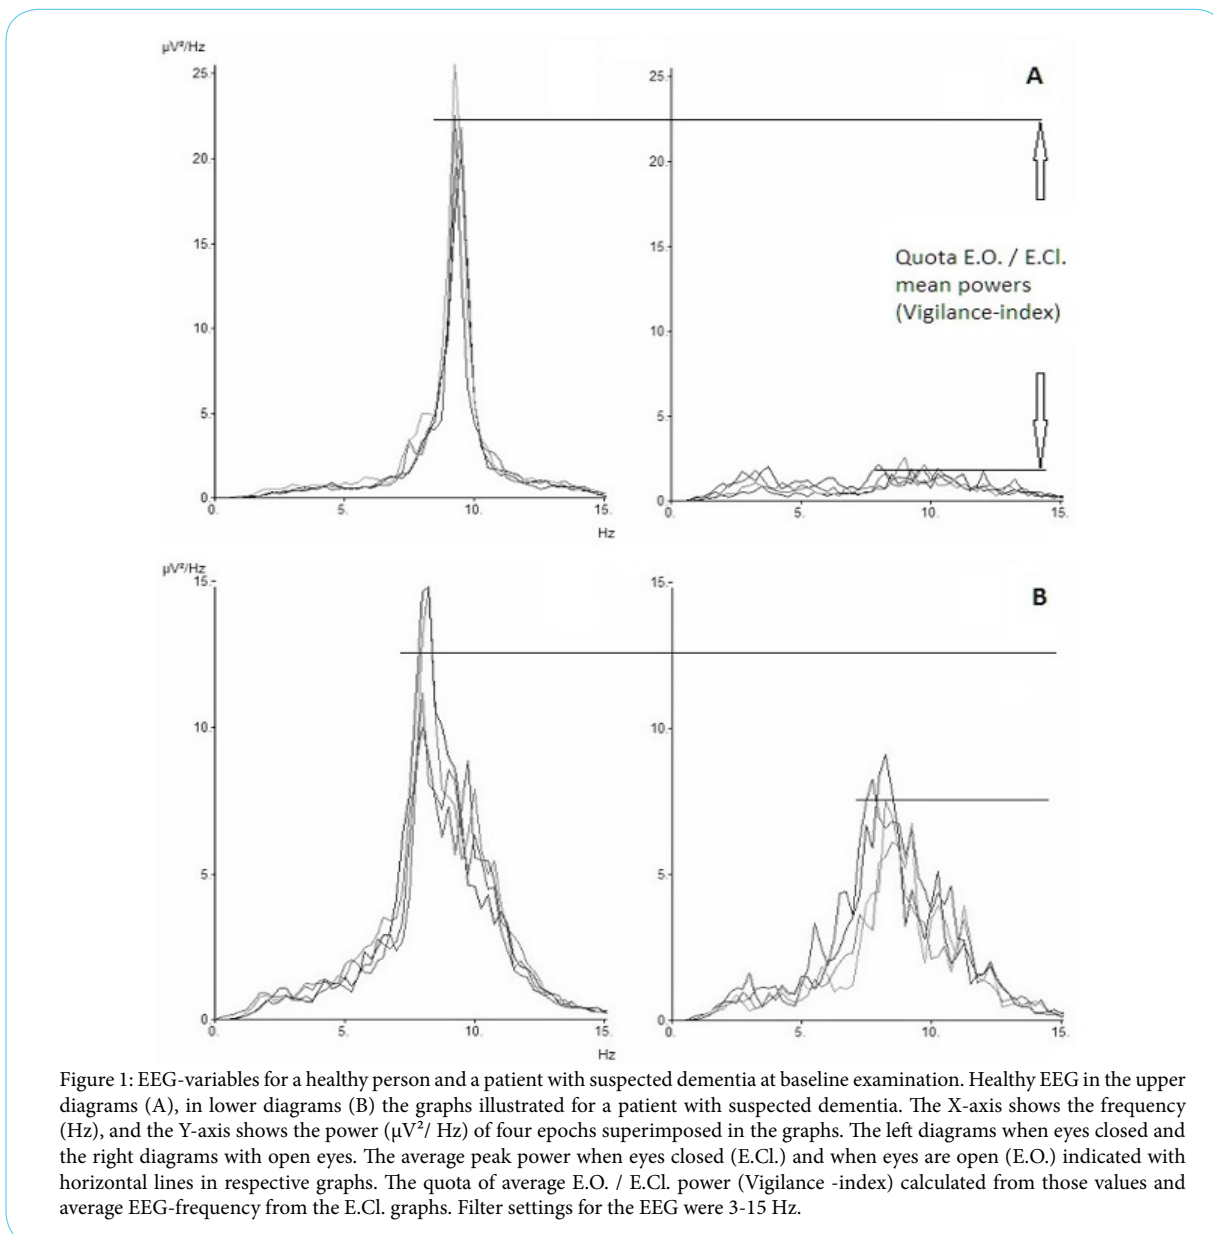 µV²/Hz
25.
20.
15.
10.
5.
0.
0.
5.
10.
15.
Hz
25.
20.
15.
10.
5.
0.
0.
5.
10.
15.
Hz
A
Quota E.O. / E.Cl.
mean powers
(Vigilance-index)
µV²/Hz
15.
10.
5.
0.
0.
5.
10.
15.
Hz
15.
10.
5.
0.
0.
5.
10.
15.
B
Figure 1: EEG-variables for a healthy person and a patient with suspected dementia at baseline examination. Healthy EEG in the upper
diagrams (A), in lower diagrams (B) the graphs illustrated for a patient with suspected dementia. The X-axis shows the frequency
(Hz), and the Y-axis shows the power (µV²/ Hz) of four epochs superimposed in the graphs. The left diagrams when eyes closed and
the right diagrams with open eyes. The average peak power when eyes closed (E.Cl.) and when eyes are open (E.O.) indicated with
horizontal lines in respective graphs. The quota of average E.O. / E.Cl. power (Vigilance -index) calculated from those values and
average EEG-frequency from the E.Cl. graphs. Filter settings for the EEG were 3-15 Hz.